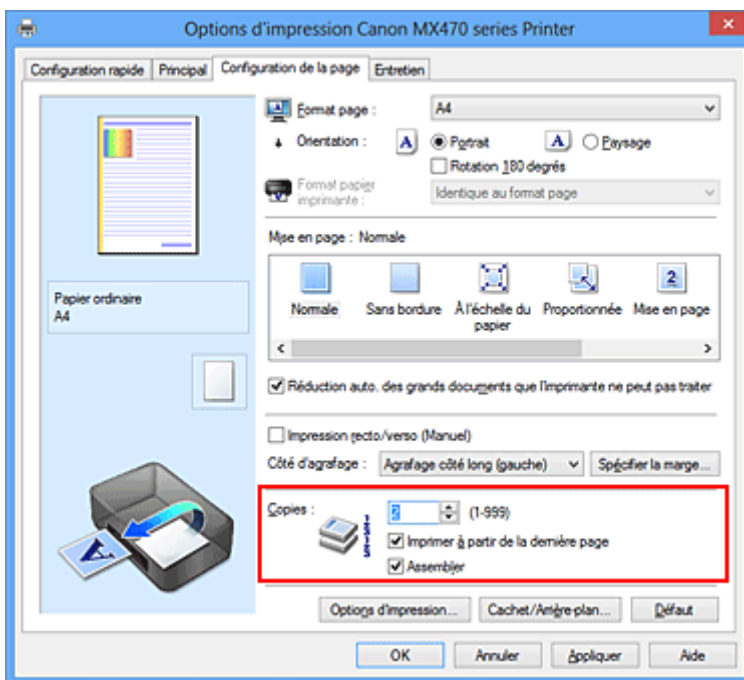 Options d'impression Canon MX470 series Printer
Configuration rapide Principal Configuration de la page Entretien
Format page : A4
Orientation : A Portrait A Paysage
Rotation 180 degrés
Format papier imprimante : Identique au format page
Mise en page : Normale
Papier ordinaire
A4
2
Normale Sans bordure À l'échelle du papier Proportionnée Mise en page
Réduction auto. des grands documents que l'imprimante ne peut pas traiter
Impression recto/verso (Manuel)
Côté d'agrafage : Agrafage côté long (gauche) Spécifier la marge...
Copies : 2 (1-999)
Imprimer à partir de la dernière page
Assembler
A
Options d'impression... Cachet/Arrière-plan... Défaut
OK Annuler Appliquer Aide